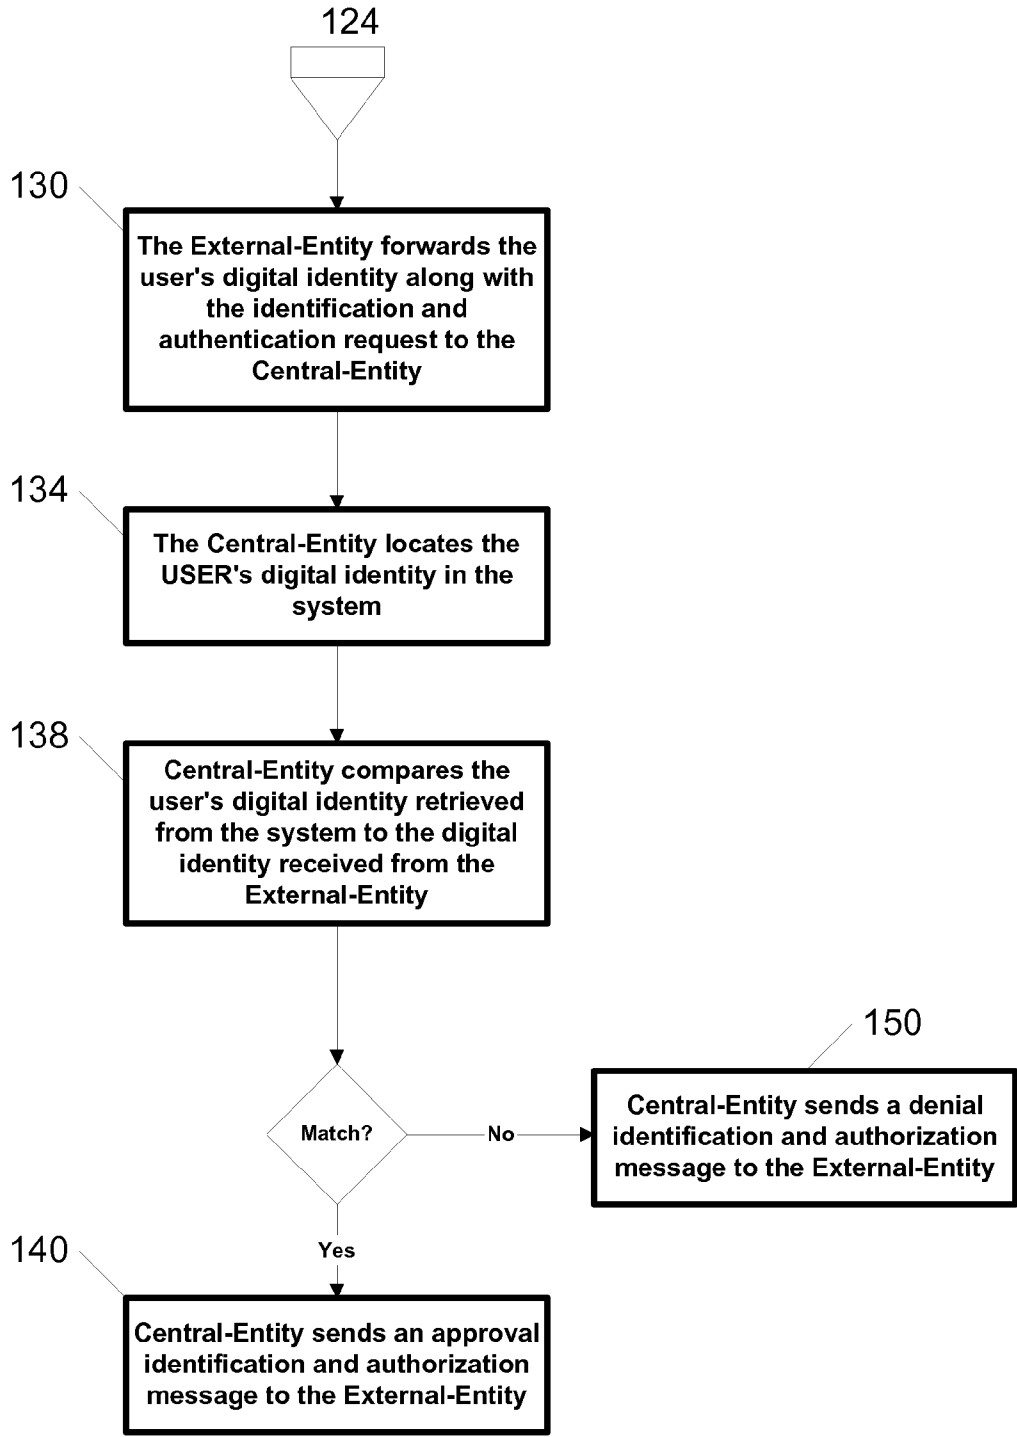 124
130
The External-Entity forwards the
user's digital identity along with
the identification and
authentication request to the
Central-Entity
134
The Central-Entity locates the
USER's digital identity in the
system
138
Central-Entity compares the
user's digital identity retrieved
from the system to the digital
identity received from the
External-Entity
Match?
No
150
Central-Entity sends a denial
identification and authorization
message to the External-Entity
Yes
140
Central-Entity sends an approval
identification and authorization
message to the External-Entity